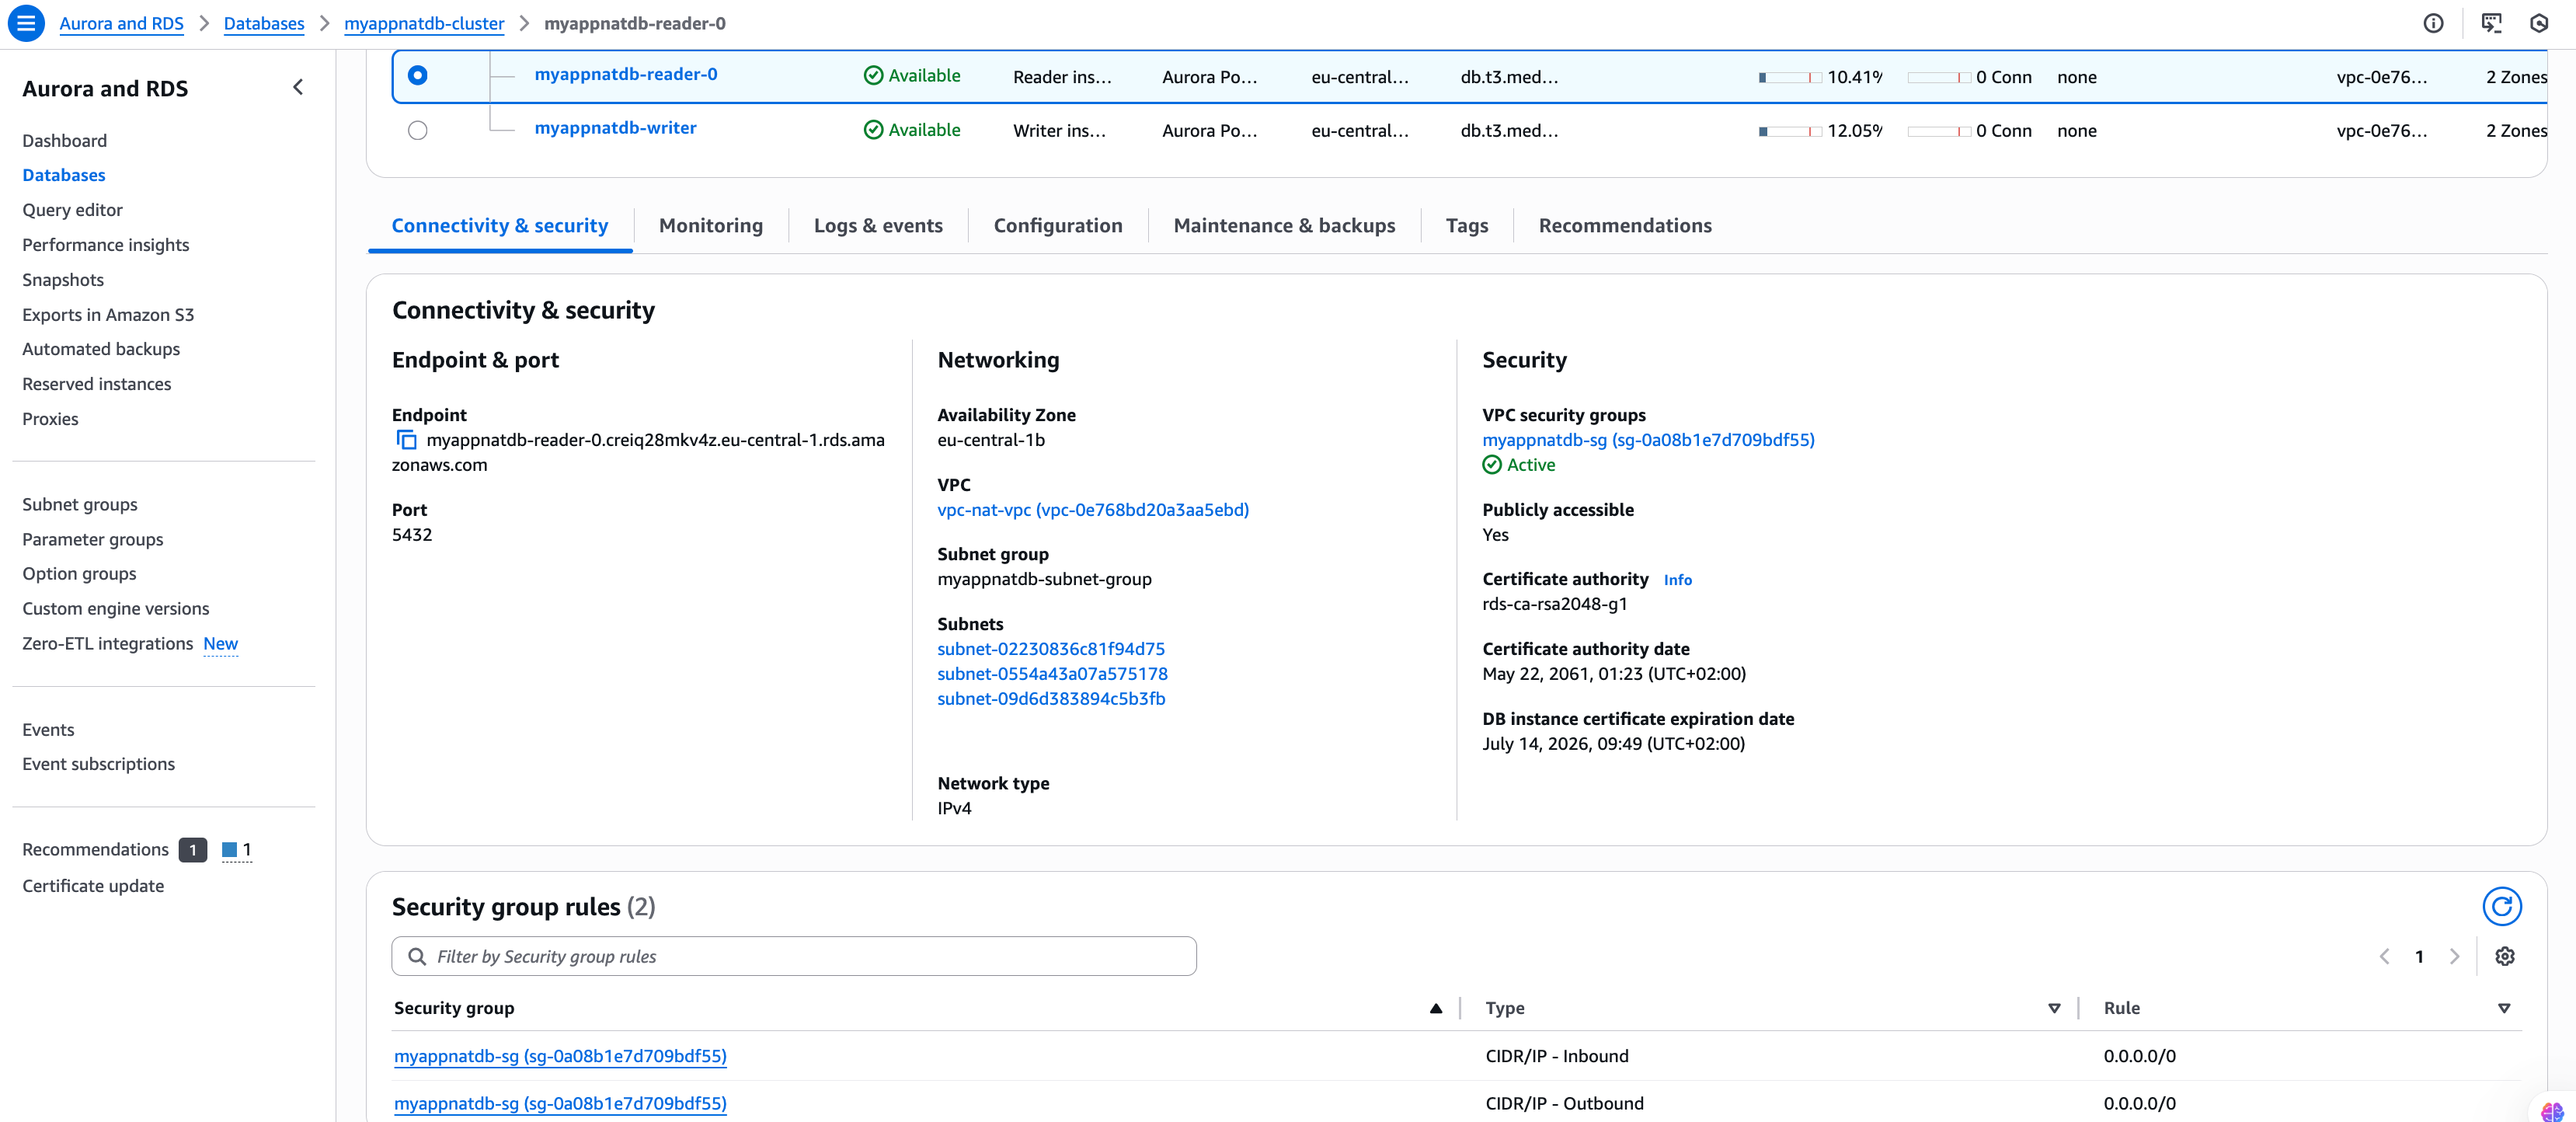 Aurora and RDS > Databases > myappnatdb-cluster > myappnatdb-reader-0
Aurora and RDS
Dashboard
Databases
Query editor
Performance insights
Snapshots
Exports in Amazon S3
Automated backups
Reserved instances
Proxies
Subnet groups
Parameter groups
Option groups
Custom engine versions
Zero-ETL integrations New
Events
Event subscriptions
Recommendations 1 1
Certificate update
myappnatdb-reader-0 Available Reader ins... Aurora Po... eu-central... db.t3.med... 10.41% 0 Conn none vpc-0e76... 2 Zones
myappnatdb-writer Available Writer ins... Aurora Po... eu-central... db.t3.med... 12.05% 0 Conn none vpc-0e76... 2 Zones
Connectivity & security Monitoring Logs & events Configuration Maintenance & backups Tags Recommendations
Connectivity & security
Endpoint & port
Endpoint
myappnatdb-reader-0.creiq28mkv4z.eu-central-1.rds.ama
zonaws.com
Port
5432
Networking
Availability Zone
eu-central-1b
VPC
vpc-nat-vpc (vpc-0e768bd20a3aa5ebd)
Subnet group
myappnatdb-subnet-group
Subnets
subnet-02230836c81f94d75
subnet-0554a43a07a575178
subnet-09d6d383894c5b3fb
Network type
IPv4
Security
VPC security groups
myappnatdb-sg (sg-0a08b1e7d709bdf55)
Active
Publicly accessible
Yes
Certificate authority Info
rds-ca-rsa2048-g1
Certificate authority date
May 22, 2061, 01:23 (UTC+02:00)
DB instance certificate expiration date
July 14, 2026, 09:49 (UTC+02:00)
Security group rules (2)
Filter by Security group rules
1
Security group Type Rule
myappnatdb-sg (sg-0a08b1e7d709bdf55) CIDR/IP - Inbound 0.0.0.0/0
myappnatdb-sg (sg-0a08b1e7d709bdf55) CIDR/IP - Outbound 0.0.0.0/0